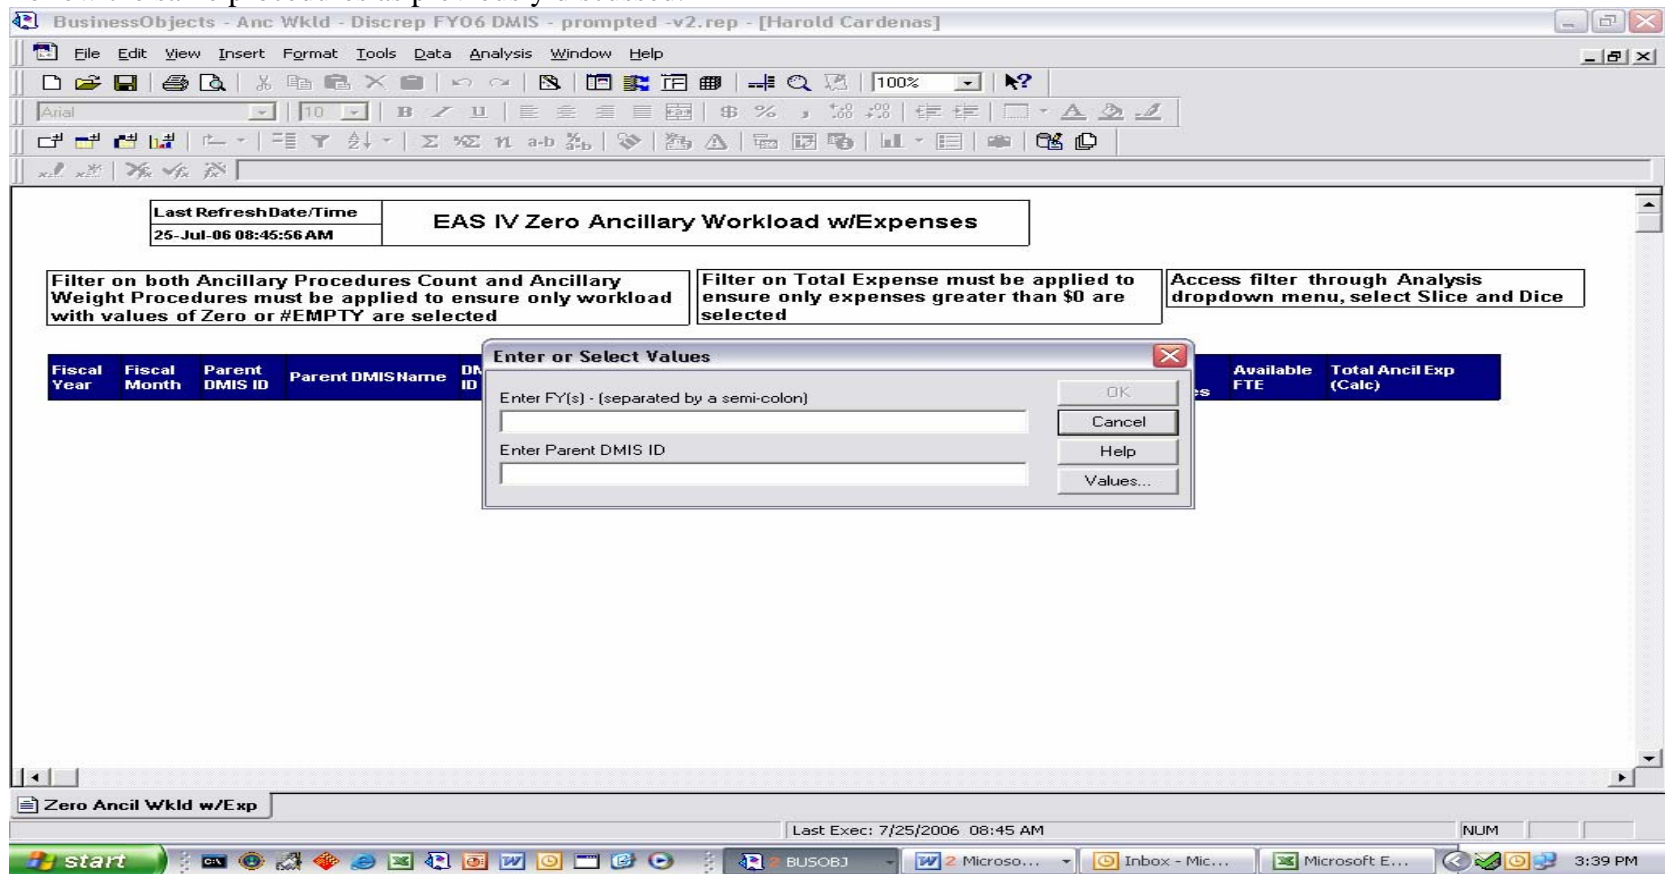 BusinessObjects - Anc Wkld - Discrep FY06 DMIS - prompted -v2.rep - [Harold Cardenas]
File Edit View Insert Format Tools Data Analysis Window Help
100%
Arial 10 B U $ %
a-b
Last Refresh Date/Time
25-Jul-06 08:45:56 AM
EAS IV Zero Ancillary Workload w/Expenses
Filter on both Ancillary Procedures Count and Ancillary
Weight Procedures must be applied to ensure only workload
with values of Zero or #EMPTY are selected
Filter on Total Expense must be applied to
ensure only expenses greater than $0 are
selected
Access filter through Analysis
dropdown menu, select Slice and Dice
Fiscal Year
Fiscal Month
Parent DMIS ID
Parent DMIS Name
ID
Available FTE
Total Ancil Exp (Calc)
Enter or Select Values
Enter FY(s) - (separated by a semi-colon)
Enter Parent DMIS ID
OK
Cancel
Help
Values...
Zero Ancil Wkld w/Exp
Last Exec: 7/25/2006 08:45 AM
NUM
start
2 BUSOBJ
2 Microso...
Inbox - Mic...
Microsoft E...
3:39 PM